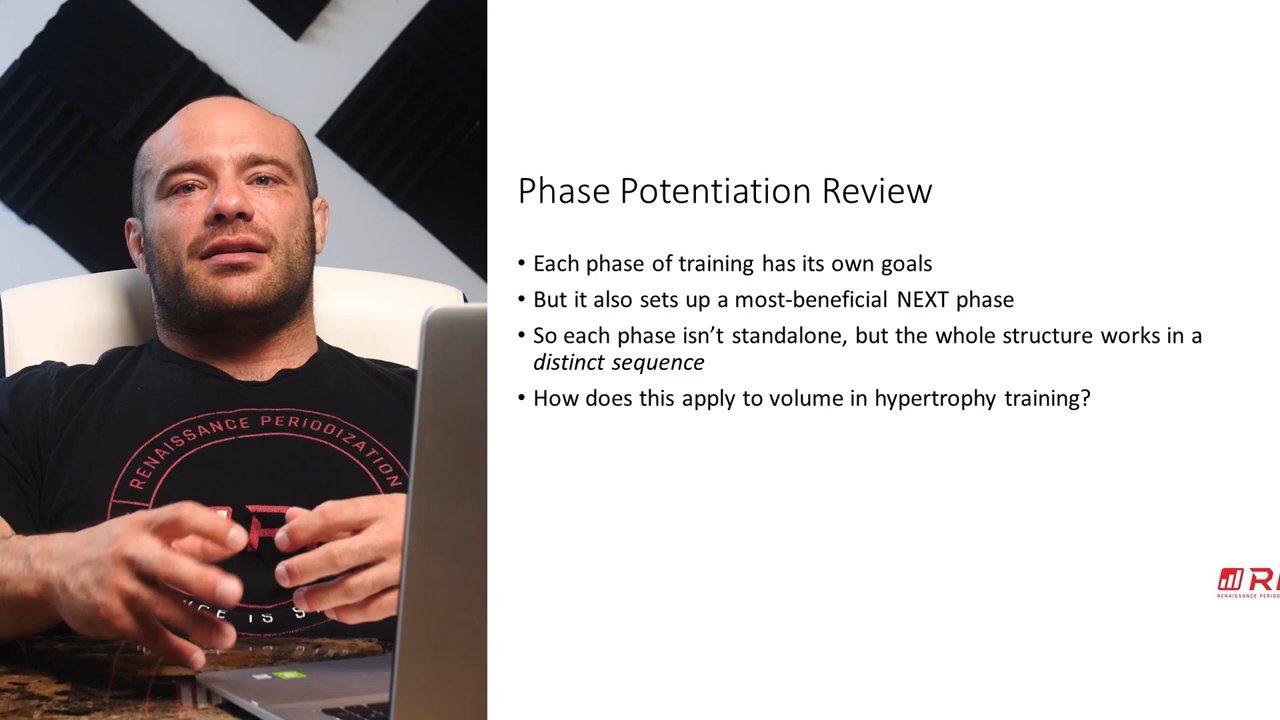 Phase Potentiation Review
• Each phase of training has its own goals
• But it also sets up a most-beneficial NEXT phase
• So each phase isn’t standalone, but the whole structure works in a
distinct sequence
• How does this apply to volume in hypertrophy training?
RENAISSANCE PERIODIZATION
IS
RENAISSANCE